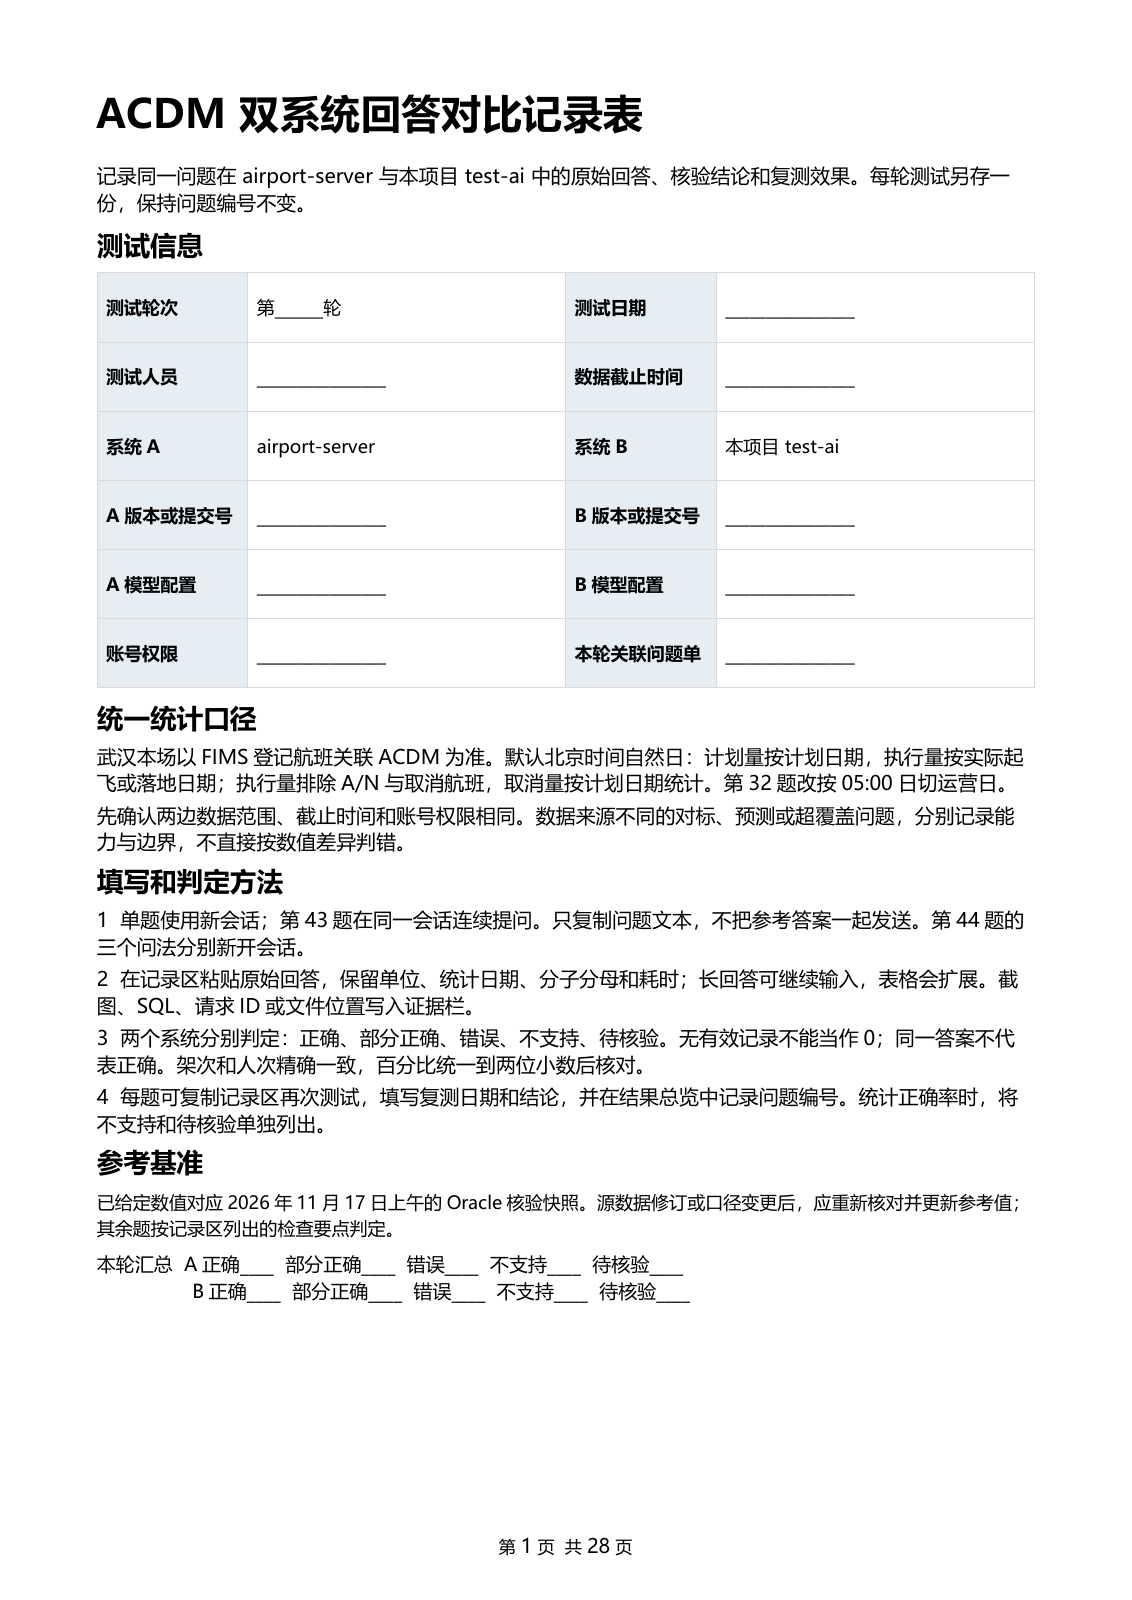 ACDM 双系统回答对比记录表
记录同一问题在 airport-server 与本项目 test-ai 中的原始回答、核验结论和复测效果。每轮测试另存一
份，保持问题编号不变。
测试信息
测试轮次 第_____轮 测试日期 ______________
测试人员 ______________ 数据截止时间 ______________
系统 A airport-server 系统 B 本项目 test-ai
A 版本或提交号 ______________ B 版本或提交号 ______________
A 模型配置 ______________ B 模型配置 ______________
账号权限 ______________ 本轮关联问题单 ______________
统一统计口径
武汉本场以 FIMS 登记航班关联 ACDM 为准。默认北京时间自然日：计划量按计划日期，执行量按实际起
飞或落地日期；执行量排除 A/N 与取消航班，取消量按计划日期统计。第 32 题改按 05:00 日切运营日。
先确认两边数据范围、截止时间和账号权限相同。数据来源不同的对标、预测或超覆盖问题，分别记录能
力与边界，不直接按数值差异判错。
填写和判定方法
1 单题使用新会话；第 43 题在同一会话连续提问。只复制问题文本，不把参考答案一起发送。第 44 题的
三个问法分别新开会话。
2 在记录区粘贴原始回答，保留单位、统计日期、分子分母和耗时；长回答可继续输入，表格会扩展。截
图、SQL、请求 ID 或文件位置写入证据栏。
3 两个系统分别判定：正确、部分正确、错误、不支持、待核验。无有效记录不能当作 0；同一答案不代
表正确。架次和人次精确一致，百分比统一到两位小数后核对。
4 每题可复制记录区再次测试，填写复测日期和结论，并在结果总览中记录问题编号。统计正确率时，将
不支持和待核验单独列出。
参考基准
已给定数值对应 2026 年 11 月 17 日上午的 Oracle 核验快照。源数据修订或口径变更后，应重新核对并更新参考值；
其余题按记录区列出的检查要点判定。
本轮汇总 A 正确____ 部分正确____ 错误____ 不支持____ 待核验____
B 正确____ 部分正确____ 错误____ 不支持____ 待核验____
第 1 页 共 28 页